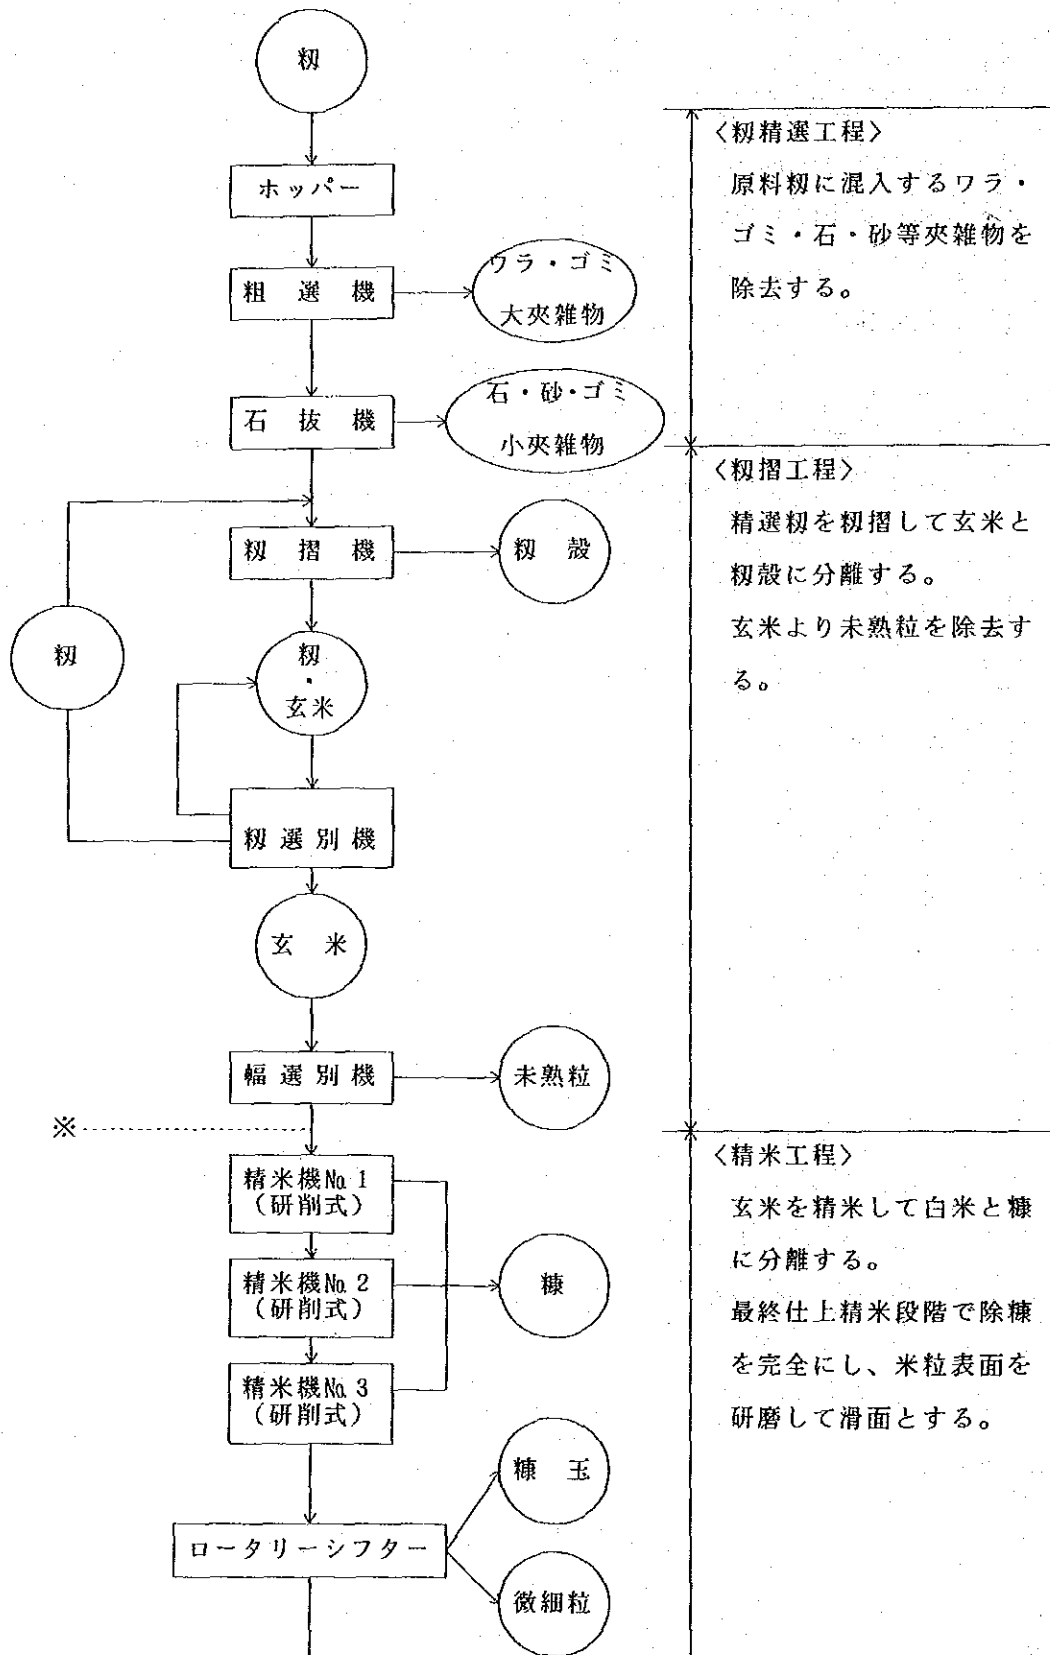 籾
ホッパー
粗選機
ワラ・ゴミ
大夾雑物
石抜機
石・砂・ゴミ
小夾雑物
籾摺機
籾殻
籾
籾
・
玄米
籾選別機
玄米
幅選別機
未熟粒
※
精米機№1
(研削式)
精米機№2
(研削式)
糠
精米機№3
(研削式)
糠玉
ロータリーシフター
微細粒
〈籾精選工程〉
原料籾に混入するワラ・
ゴミ・石・砂等夾雑物を
除去する。
〈籾摺工程〉
精選籾を籾摺して玄米と
籾殻に分離する。
玄米より未熟粒を除去す
る。
〈精米工程〉
玄米を精米して白米と糠
に分離する。
最終仕上精米段階で除糠
を完全にし、米粒表面を
研磨して滑面とする。